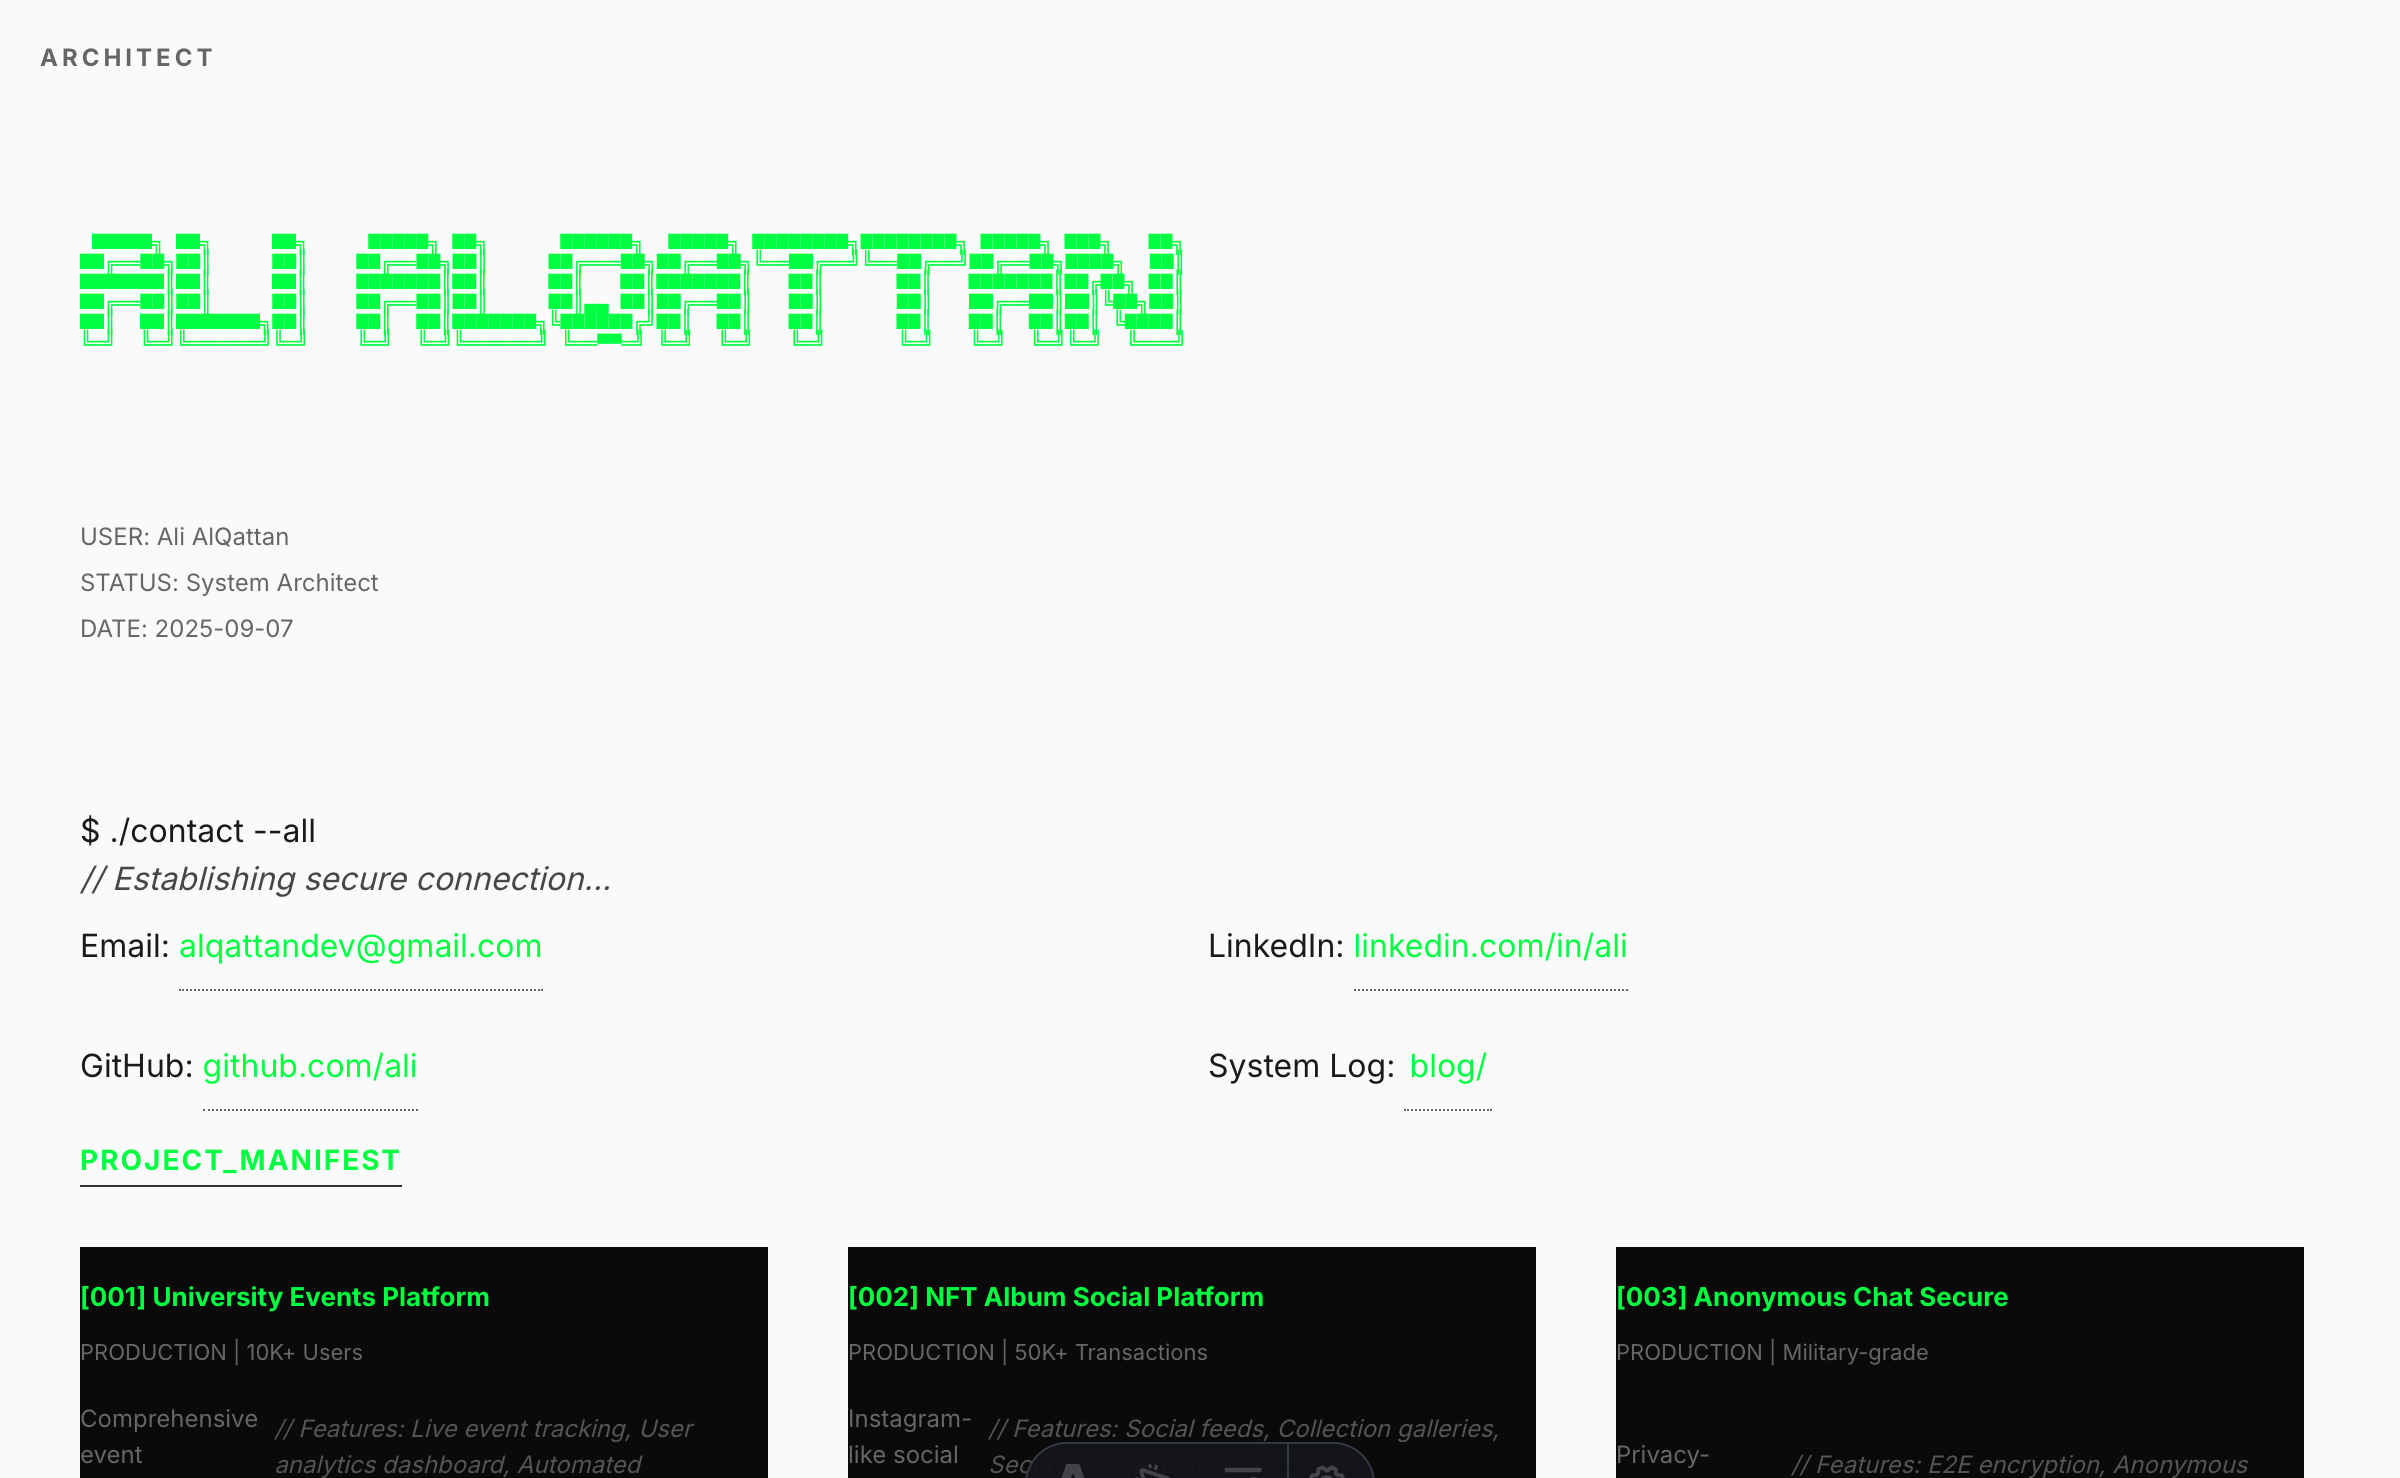 ARCHITECT
ALI ALQATTAN
USER: Ali AlQattan
STATUS: System Architect
DATE: 2025-09-07
$ ./contact --all
// Establishing secure connection...
Email: alqattandev@gmail.com
LinkedIn: linkedin.com/in/ali
GitHub: github.com/ali
System Log: blog/
PROJECT_MANIFEST
[001] University Events Platform
PRODUCTION | 10K+ Users
Comprehensive
event
// Features: Live event tracking, User
analytics dashboard, Automated
[002] NFT Album Social Platform
PRODUCTION | 50K+ Transactions
Instagram-
like social
// Features: Social feeds, Collection galleries,
[003] Anonymous Chat Secure
PRODUCTION | Military-grade
Privacy-
// Features: E2E encryption, Anonymous